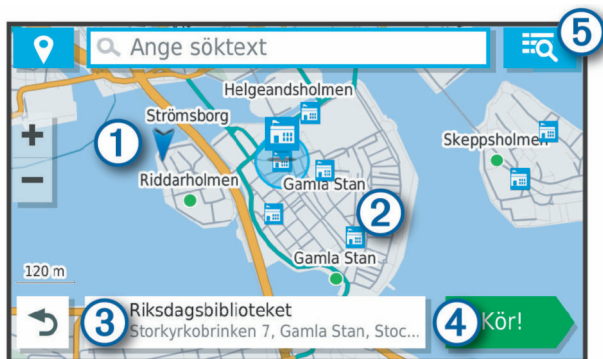 5
Ange söktext
Helgeandsholmen
Strömsborg
1
+
Skeppsholmen
Riddarholmen
Gamla Stan
−
2
Gamla Stan
120 m
3
Riksdagsbiblioteket
Storkyrkobrinken 7, Gamla Stan, Stoc...
4
Kör!